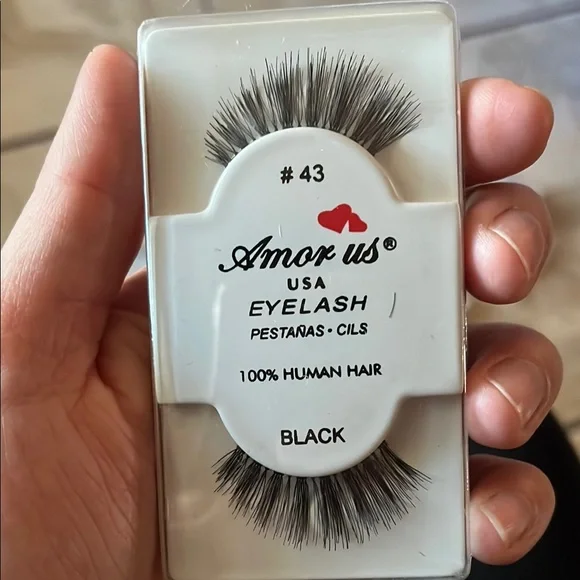 # 43
Amor us®
USA
EYELASH
PESTAÑAS • CILS
100% HUMAN HAIR
BLACK